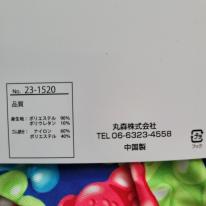 No. 23-1520
品質
身生地： ポリエステル 90%
ポリウレタン 10%
ゴム部分： ナイロン 60%
ポリエステル 40%
丸森株式会社
TEL 06-6323-4558
中国製
フック